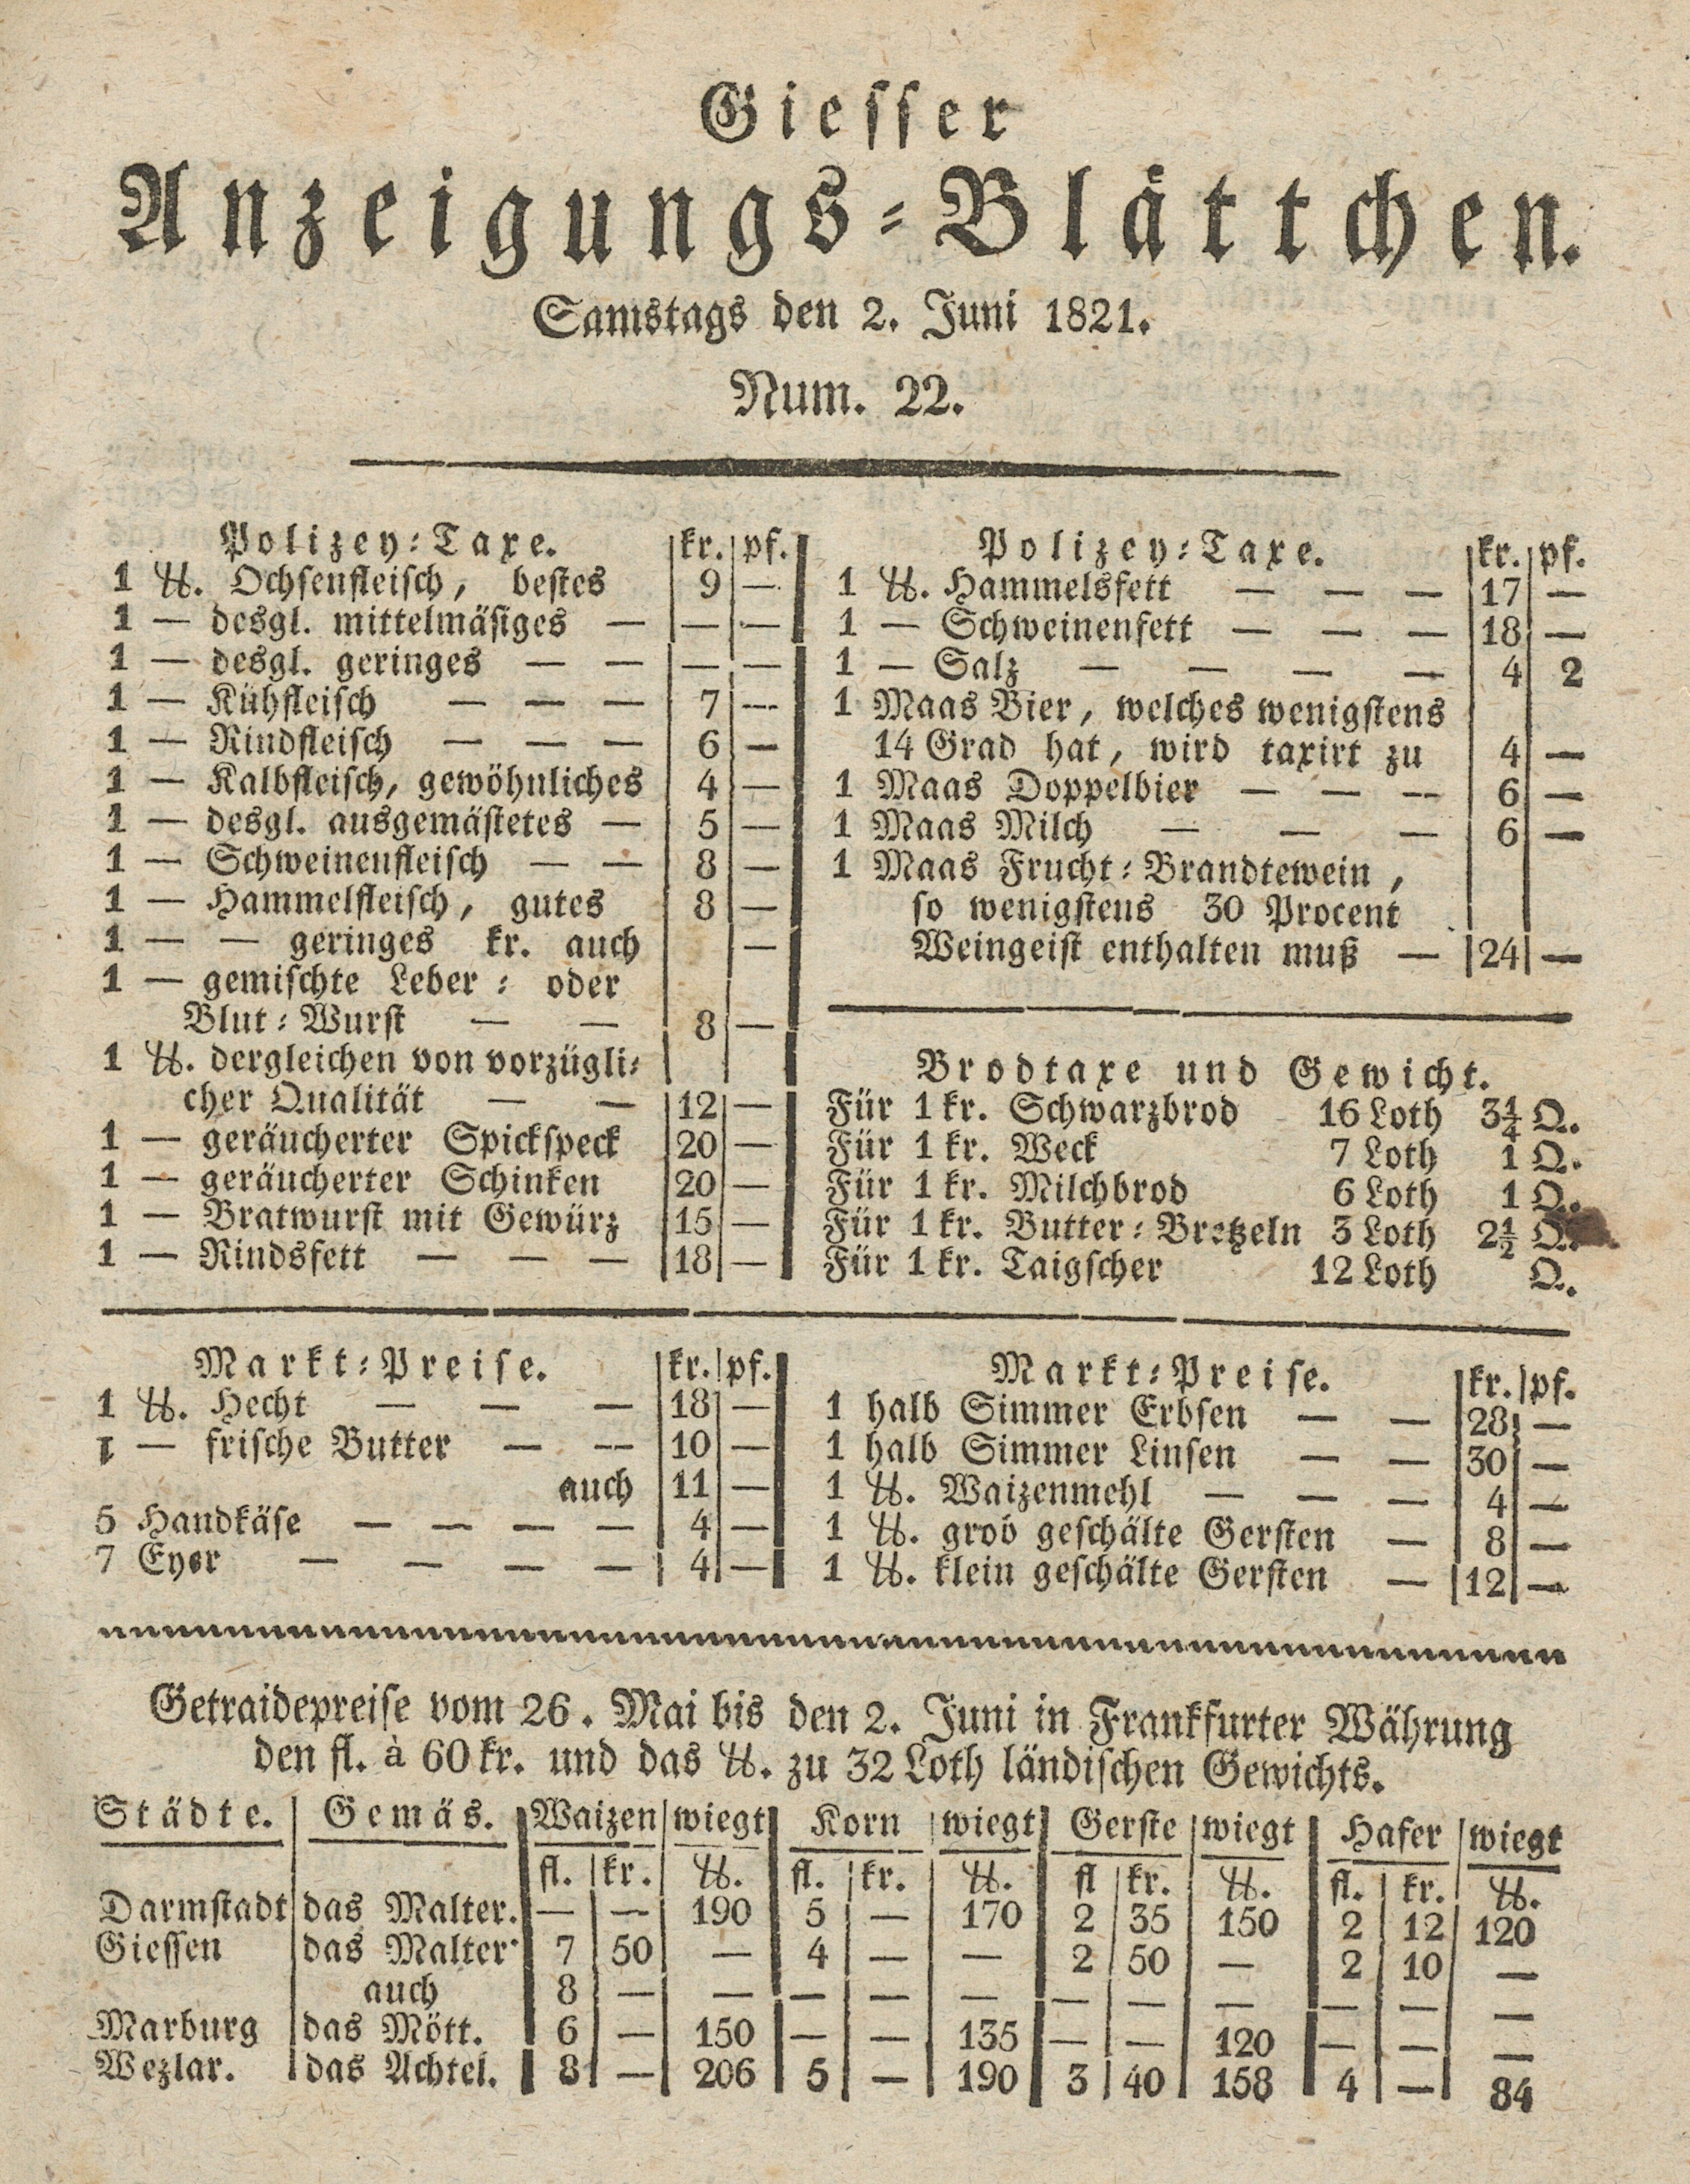 Giesser
Anzeigungs-Blättchen.
Samstags den 2. Juni 1821.
Num. 22.
Polizey-Taxe. kr. pf.
1 ℔. Ochsenfleisch, bestes 9 —
1 — desgl. mittelmäsiges — — —
1 — desgl. geringes — — — —
1 — Kühfleisch — — — 7 —
1 — Rindfleisch — — — 6 —
1 — Kalbfleisch, gewöhnliches 4 —
1 — desgl. ausgemästetes — 5 —
1 — Schweinenfleisch — — 8 —
1 — Hammelfleisch, gutes 8 —
1 — — geringes kr. auch —
1 — gemischte Leber- oder
Blut-Wurst — — 8 —
1 ℔. dergleichen von vorzügli-
cher Qualität — — 12 —
1 — geräucherter Spickspeck 20 —
1 — geräucherter Schinken 20 —
1 — Bratwurst mit Gewürz 15 —
1 — Rindsfett — — — 18 —
Polizey-Taxe. kr. pf.
1 ℔. Hammelsfett — — — 17 —
1 — Schweinenfett — — — 18 —
1 — Salz — — — — 4 2
1 Maas Bier, welches wenigstens
14 Grad hat, wird taxirt zu 4 —
1 Maas Doppelbier — — — 6 —
1 Maas Milch — — — 6 —
1 Maas Frucht-Brandtewein,
so wenigstens 30 Procent
Weingeist enthalten muß — 24 —
Brodtaxe und Gewicht.
Für 1 kr. Schwarzbrod 16 Loth 3¼ Q.
Für 1 kr. Weck 7 Loth 1 Q.
Für 1 kr. Milchbrod 6 Loth 1 Q.
Für 1 kr. Butter-Bretzeln 3 Loth 2½ Q.
Für 1 kr. Taigscher 12 Loth Q.
Markt-Preise. kr. pf.
1 ℔. Hecht — — — 18 —
1 — frische Butter — — 10 —
auch 11 —
5 Handkäse — — — — 4 —
7 Eyer — — — — 4 —
Markt-Preise. kr. pf.
1 halb Simmer Erbsen — — 28 —
1 halb Simmer Linsen — — 30 —
1 ℔. Waizenmehl — — — 4 —
1 ℔. grob geschälte Gersten — 8 —
1 ℔. klein geschälte Gersten — 12 —
Getraidepreise vom 26. Mai bis den 2. Juni in Frankfurter Währung
den fl. à 60 kr. und das ℔. zu 32 Loth ländischen Gewichts.
Städte. Gemäs. Waizen wiegt Korn wiegt Gerste wiegt Hafer wiegt
fl. kr. ℔. fl. kr. ℔. fl kr. ℔. fl. kr. ℔.
Darmstadt das Malter. — — 190 5 — 170 2 35 150 2 12 120
Giessen das Malter. 7 50 — 4 — — 2 50 — 2 10 —
auch 8 — — — — — — — — — — —
Marburg das Mött. 6 — 150 — — 135 — — 120 — — —
Wezlar. das Achtel. 8 — 206 5 — 190 3 40 158 4 — 84